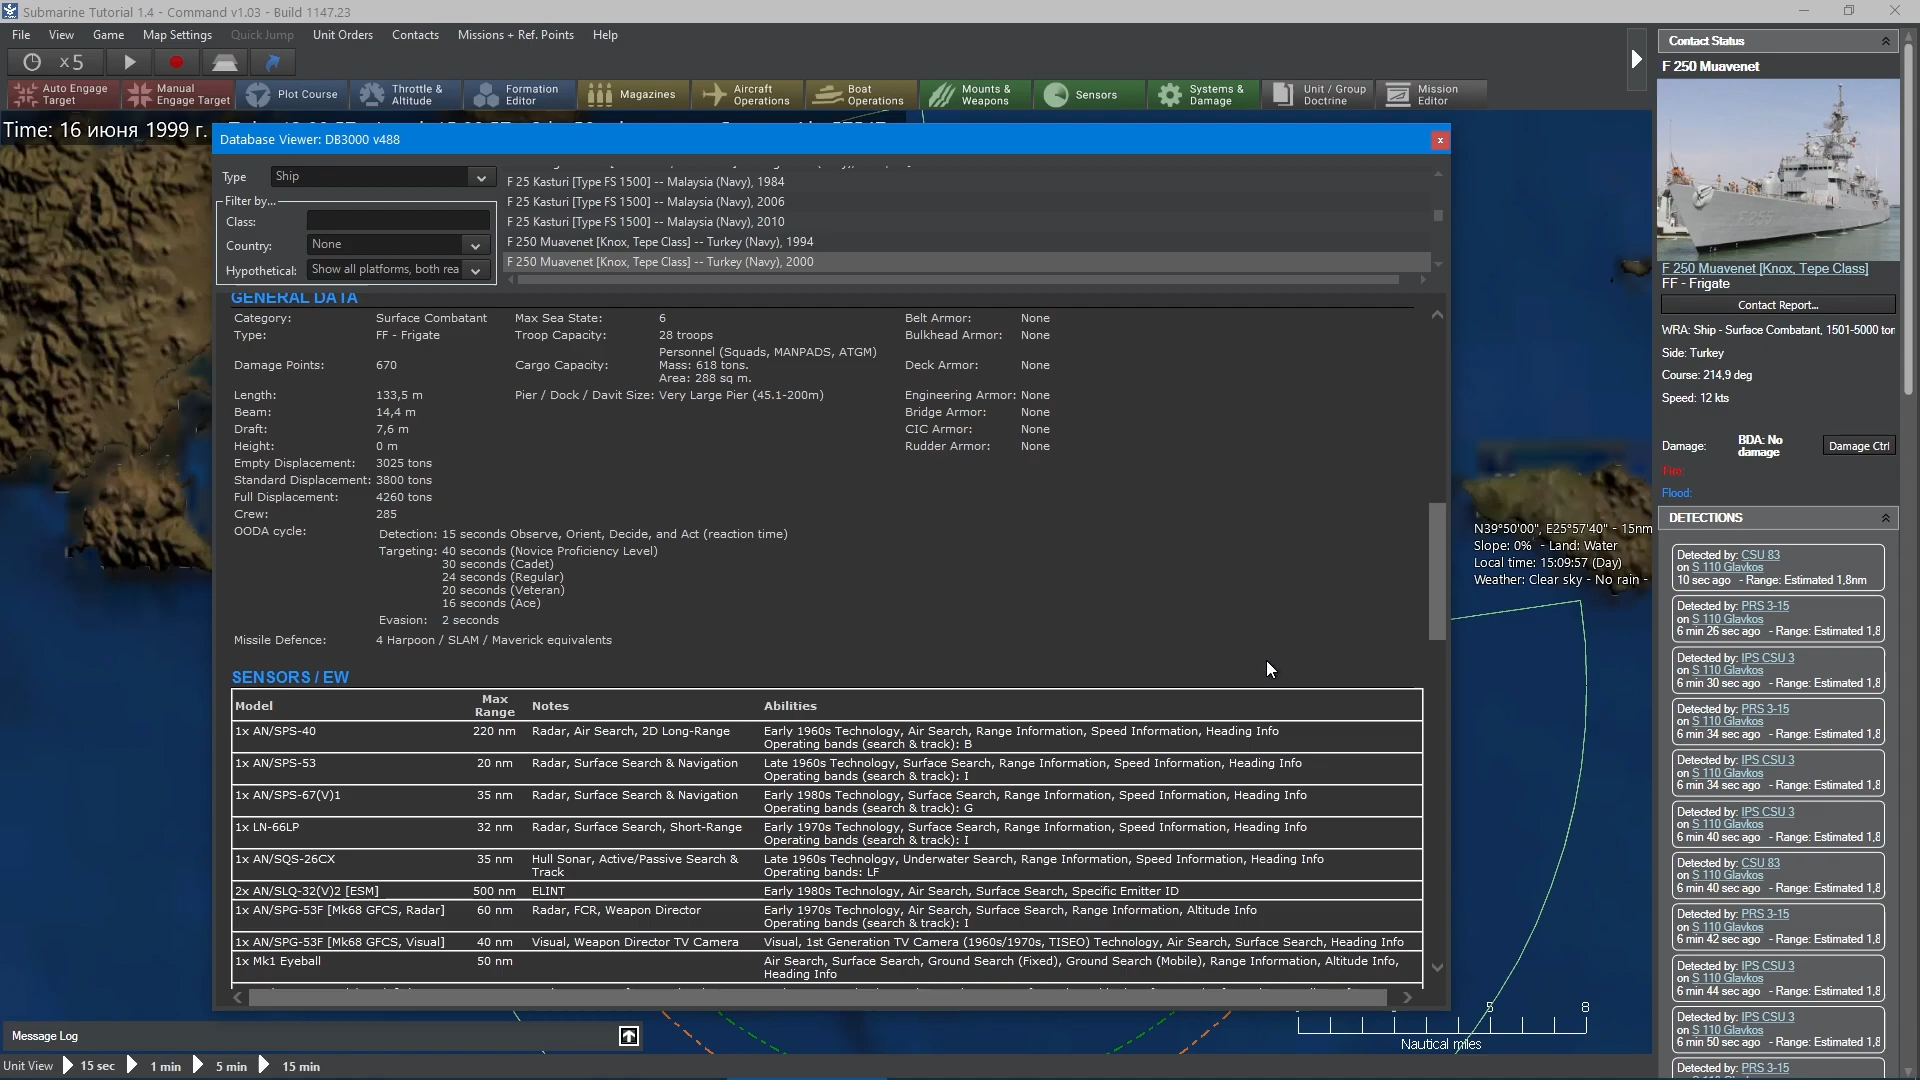 Submarine Tutorial 1.4 - Command v1.03 - Build 1147.23
File View Game Map Settings Quick Jump Unit Orders Contacts Missions + Ref. Points Help
x5
Auto Engage Target
Manual Engage Target
Plot Course
Throttle & Altitude
Formation Editor
Magazines
Aircraft Operations
Boat Operations
Mounts & Weapons
Sensors
Systems & Damage
Unit / Group Doctrine
Mission Editor
Time: 16 июня 1999 г.
Database Viewer: DB3000 v488
Type Ship
Filter by...
Class:
Country: None
Hypothetical: Show all platforms, both rea
F 25 Kasturi [Type FS 1500] -- Malaysia (Navy), 1984
F 25 Kasturi [Type FS 1500] -- Malaysia (Navy), 2006
F 25 Kasturi [Type FS 1500] -- Malaysia (Navy), 2010
F 250 Muavenet [Knox, Tepe Class] -- Turkey (Navy), 1994
F 250 Muavenet [Knox, Tepe Class] -- Turkey (Navy), 2000
GENERAL DATA
Category: Surface Combatant Max Sea State: 6 Belt Armor: None
Type: FF - Frigate Troop Capacity: 28 troops Bulkhead Armor: None
Personnel (Squads, MANPADS, ATGM)
Damage Points: 670 Cargo Capacity: Mass: 618 tons. Deck Armor: None
Area: 288 sq m.
Length: 133,5 m Pier / Dock / Davit Size: Very Large Pier (45.1-200m) Engineering Armor: None
Beam: 14,4 m Bridge Armor: None
Draft: 7,6 m CIC Armor: None
Height: 0 m Rudder Armor: None
Empty Displacement: 3025 tons
Standard Displacement: 3800 tons
Full Displacement: 4260 tons
Crew: 285
OODA cycle: Detection: 15 seconds Observe, Orient, Decide, and Act (reaction time)
Targeting: 40 seconds (Novice Proficiency Level)
30 seconds (Cadet)
24 seconds (Regular)
20 seconds (Veteran)
16 seconds (Ace)
Evasion: 2 seconds
Missile Defence: 4 Harpoon / SLAM / Maverick equivalents
SENSORS / EW
Model Max Range Notes Abilities
1x AN/SPS-40 220 nm Radar, Air Search, 2D Long-Range Early 1960s Technology, Air Search, Range Information, Speed Information, Heading Info
Operating bands (search & track): B
1x AN/SPS-53 20 nm Radar, Surface Search & Navigation Late 1960s Technology, Surface Search, Range Information, Speed Information, Heading Info
Operating bands (search & track): I
1x AN/SPS-67(V)1 35 nm Radar, Surface Search & Navigation Early 1980s Technology, Surface Search, Range Information, Speed Information, Heading Info
Operating bands (search & track): G
1x LN-66LP 32 nm Radar, Surface Search, Short-Range Early 1970s Technology, Surface Search, Range Information, Speed Information, Heading Info
Operating bands (search & track): I
1x AN/SQS-26CX 35 nm Hull Sonar, Active/Passive Search & Track Late 1960s Technology, Underwater Search, Range Information, Speed Information, Heading Info
Operating bands: LF
2x AN/SLQ-32(V)2 [ESM] 500 nm ELINT Early 1980s Technology, Air Search, Surface Search, Specific Emitter ID
1x AN/SPG-53F [Mk68 GFCS, Radar] 60 nm Radar, FCR, Weapon Director Early 1970s Technology, Air Search, Surface Search, Range Information, Altitude Info
Operating bands (search & track): I
1x AN/SPG-53F [Mk68 GFCS, Visual] 40 nm Visual, Weapon Director TV Camera Visual, 1st Generation TV Camera (1960s/1970s, TISEO) Technology, Air Search, Surface Search, Heading Info
1x Mk1 Eyeball 50 nm Air Search, Surface Search, Ground Search (Fixed), Ground Search (Mobile), Range Information, Altitude Info,
Heading Info
N39°50'00", E25°57'40" - 15nm
Slope: 0% - Land: Water
Local time: 15:09:57 (Day)
Weather: Clear sky - No rain -
5 8
Nautical miles
Message Log
Unit View 15 sec 1 min 5 min 15 min
Contact Status
F 250 Muavenet
F 250 Muavenet [Knox, Tepe Class]
FF - Frigate
Contact Report...
WRA: Ship - Surface Combatant, 1501-5000 ton
Side: Turkey
Course: 214,9 deg
Speed: 12 kts
Damage: BDA: No damage Damage Ctrl
Fire:
Flood:
DETECTIONS
Detected by: CSU 83
on S 110 Glavkos
10 sec ago - Range: Estimated 1,8nm
Detected by: PRS 3-15
on S 110 Glavkos
6 min 26 sec ago - Range: Estimated 1,8
Detected by: IPS CSU 3
on S 110 Glavkos
6 min 30 sec ago - Range: Estimated 1,8
Detected by: PRS 3-15
on S 110 Glavkos
6 min 34 sec ago - Range: Estimated 1,8
Detected by: IPS CSU 3
on S 110 Glavkos
6 min 34 sec ago - Range: Estimated 1,8
Detected by: IPS CSU 3
on S 110 Glavkos
6 min 40 sec ago - Range: Estimated 1,8
Detected by: CSU 83
on S 110 Glavkos
6 min 40 sec ago - Range: Estimated 1,8
Detected by: PRS 3-15
on S 110 Glavkos
6 min 42 sec ago - Range: Estimated 1,8
Detected by: IPS CSU 3
on S 110 Glavkos
6 min 44 sec ago - Range: Estimated 1,8
Detected by: IPS CSU 3
on S 110 Glavkos
6 min 50 sec ago - Range: Estimated 1,8
Detected by: PRS 3-15